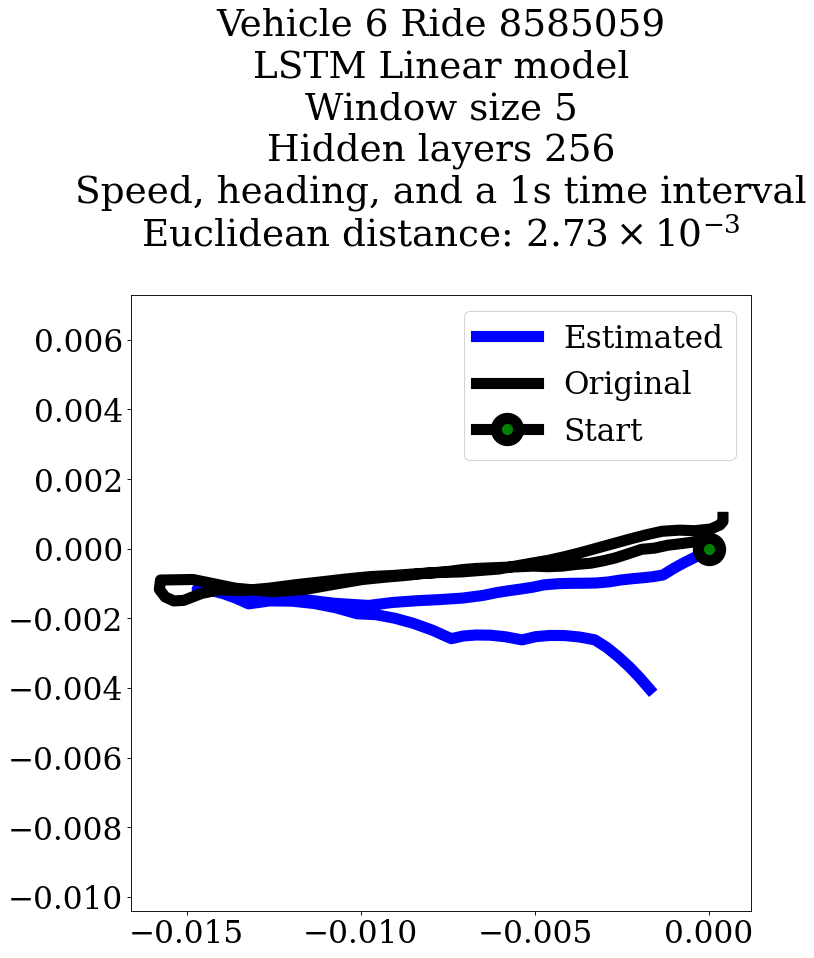 Vehicle 6 Ride 8585059
LSTM Linear model
Window size 5
Hidden layers 256
Speed, heading, and a 1s time interval
Euclidean distance: 2.73 × 10⁻³
Estimated
Original
Start
0.006
0.004
0.002
0.000
−0.002
−0.004
−0.006
−0.008
−0.010
−0.015
−0.010
−0.005
0.000